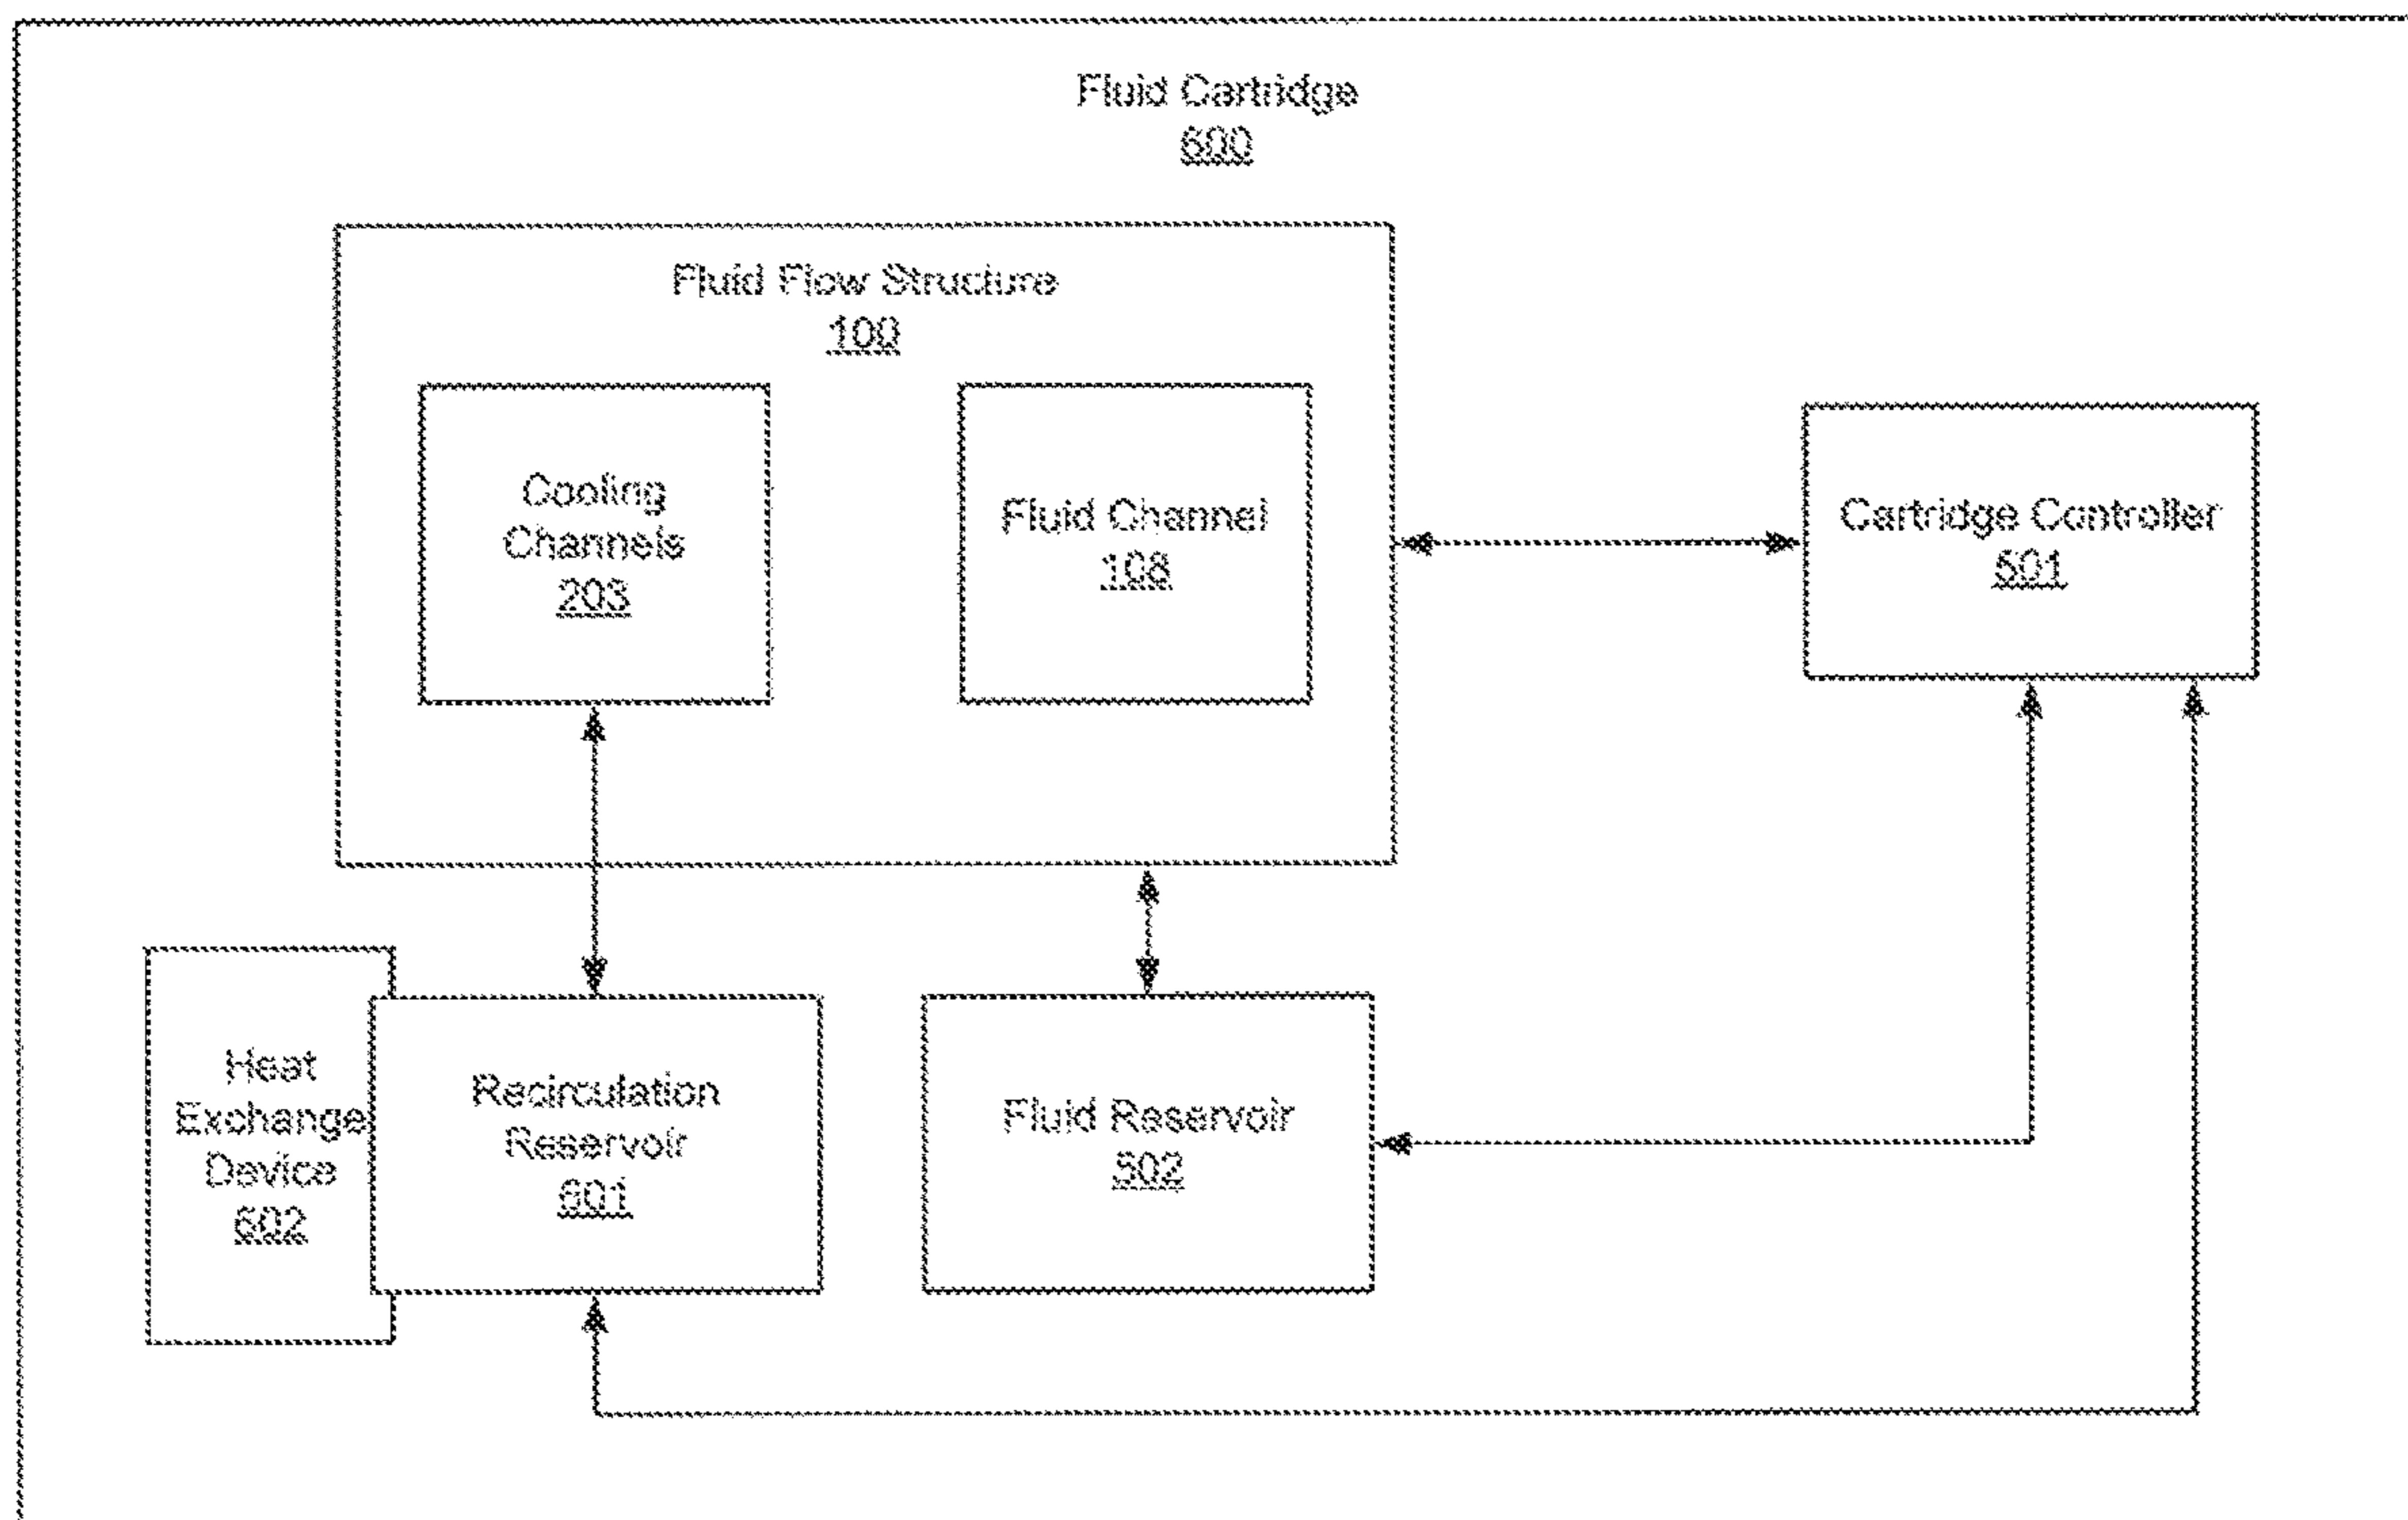 Fluid Cartridge
600
Fluid Flow Structure
100
Cooling
Channels
203
Fluid Channel
108
Cartridge Controller
501
Heat
Exchange
Device
602
Recirculation
Reservoir
601
Fluid Reservoir
502